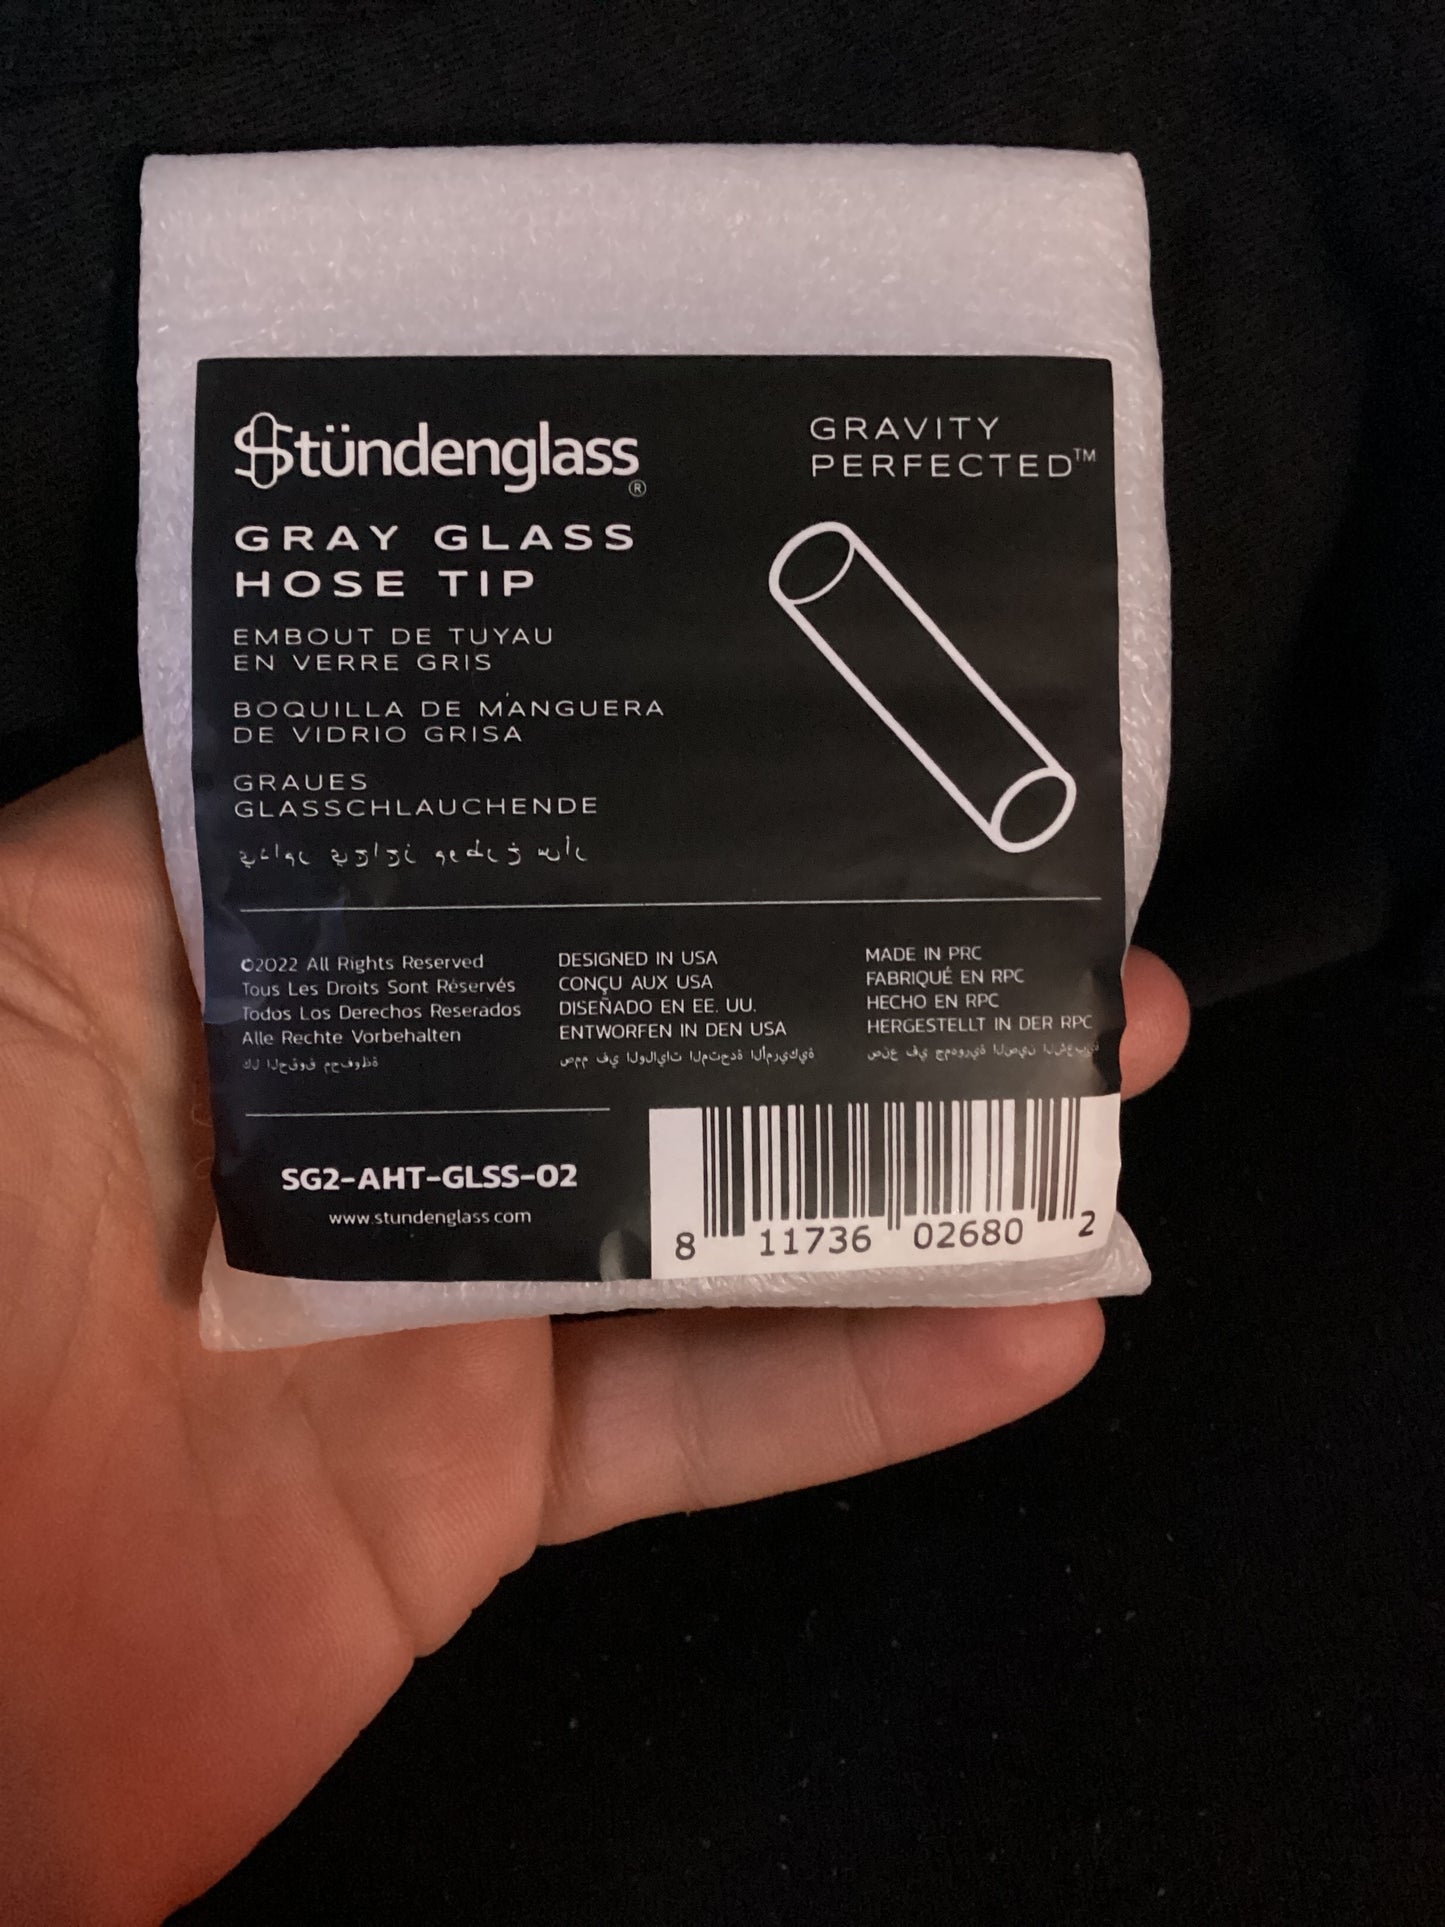 Stündenglass®
GRAVITY
PERFECTED™
GRAY GLASS
HOSE TIP
EMBOUT DE TUYAU
EN VERRE GRIS
BOQUILLA DE MANGUERA
DE VIDRIO GRISA
GRAUES
GLASSCHLAUCHENDE
©2022 All Rights Reserved
Tous Les Droits Sont Réservés
Todos Los Derechos Reserados
Alle Rechte Vorbehalten
DESIGNED IN USA
CONÇU AUX USA
DISEÑADO EN EE. UU.
ENTWORFEN IN DEN USA
MADE IN PRC
FABRIQUÉ EN RPC
HECHO EN RPC
HERGESTELLT IN DER RPC
SG2-AHT-GLSS-02
www.stundenglass.com
8 11736 02680 2